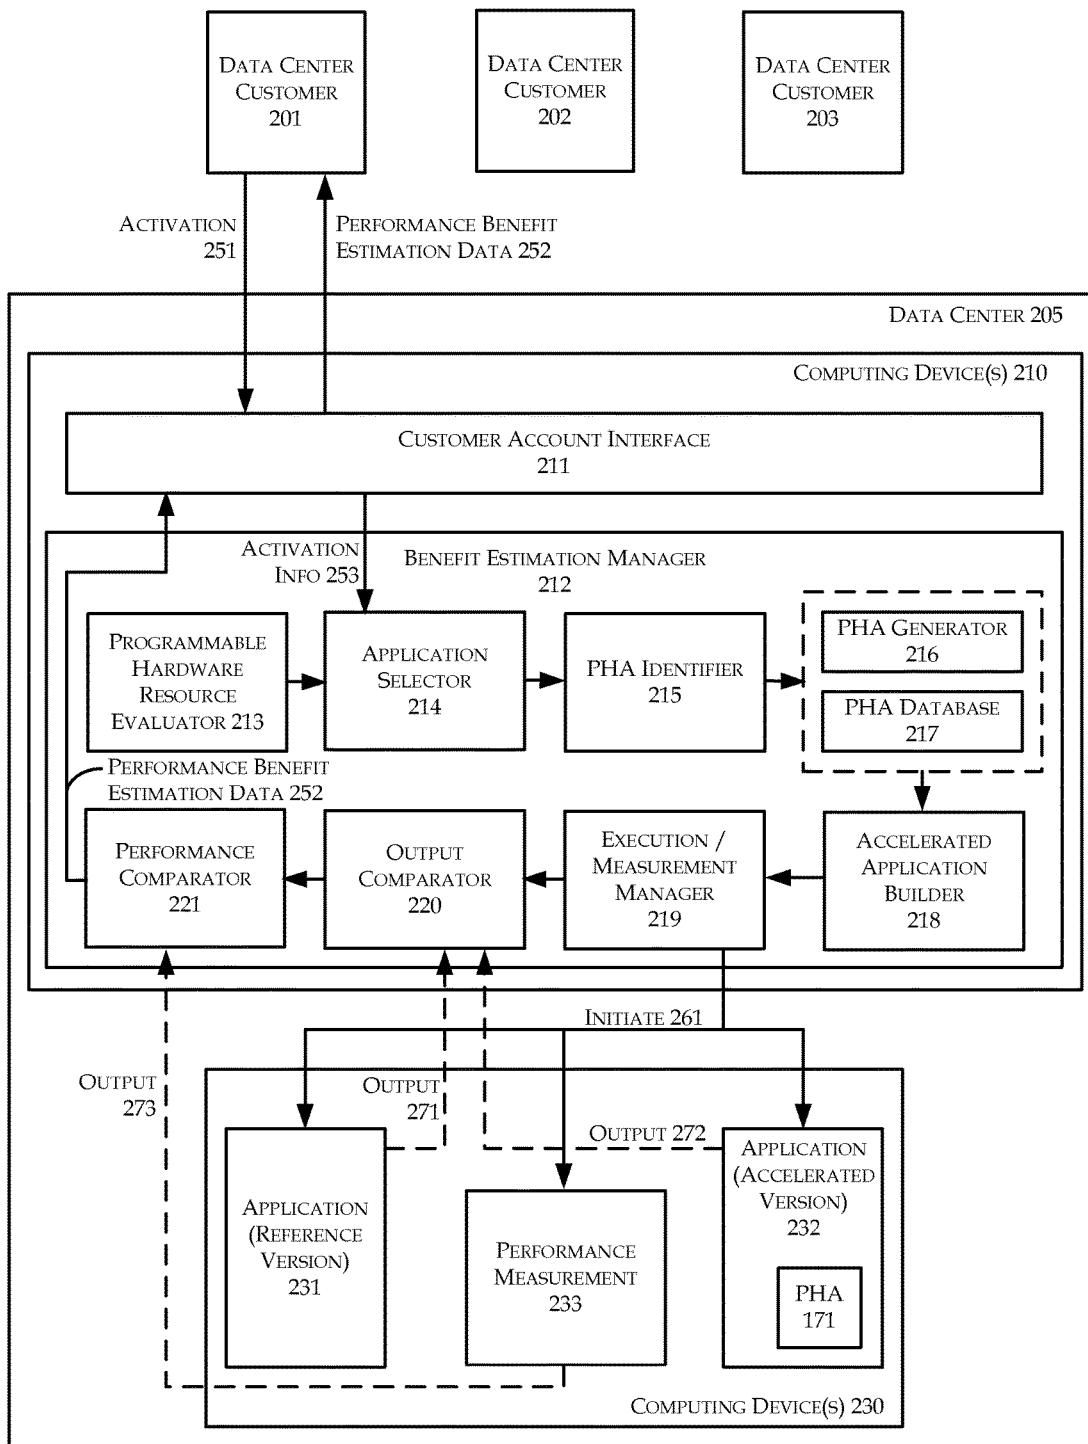 DATA CENTER
CUSTOMER
201
DATA CENTER
CUSTOMER
202
DATA CENTER
CUSTOMER
203
ACTIVATION
251
PERFORMANCE BENEFIT
ESTIMATION DATA 252
DATA CENTER 205
COMPUTING DEVICE(S) 210
CUSTOMER ACCOUNT INTERFACE
211
ACTIVATION
INFO 253
BENEFIT ESTIMATION MANAGER
212
PROGRAMMABLE
HARDWARE
RESOURCE
EVALUATOR 213
APPLICATION
SELECTOR
214
PHA IDENTIFIER
215
PHA GENERATOR
216
PHA DATABASE
217
PERFORMANCE BENEFIT
ESTIMATION DATA 252
PERFORMANCE
COMPARATOR
221
OUTPUT
COMPARATOR
220
EXECUTION /
MEASUREMENT
MANAGER
219
ACCELERATED
APPLICATION
BUILDER
218
INITIATE 261
OUTPUT
273
OUTPUT
271
OUTPUT 272
APPLICATION
(REFERENCE
VERSION)
231
PERFORMANCE
MEASUREMENT
233
APPLICATION
(ACCELERATED
VERSION)
232
PHA
171
COMPUTING DEVICE(S) 230